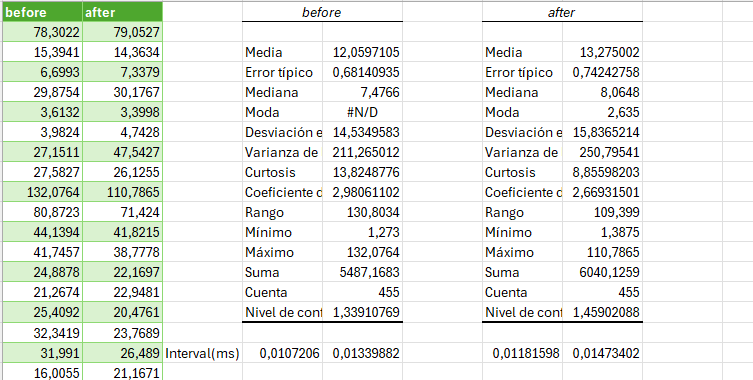 before after before after
78,3022 79,0527
15,3941 14,3634 Media 12,0597105 Media 13,275002
6,6993 7,3379 Error típico 0,68140935 Error típico 0,74242758
29,8754 30,1767 Mediana 7,4766 Mediana 8,0648
3,6132 3,3998 Moda #N/D Moda 2,635
3,9824 4,7428 Desviación e 14,5349583 Desviación e 15,8365214
27,1511 47,5427 Varianza de 211,265012 Varianza de 250,79541
27,5827 26,1255 Curtosis 13,8248776 Curtosis 8,85598203
132,0764 110,7865 Coeficiente d 2,98061102 Coeficiente d 2,66931501
80,8723 71,424 Rango 130,8034 Rango 109,399
44,1394 41,8215 Mínimo 1,273 Mínimo 1,3875
41,7457 38,7778 Máximo 132,0764 Máximo 110,7865
24,8878 22,1697 Suma 5487,1683 Suma 6040,1259
21,2674 22,9481 Cuenta 455 Cuenta 455
25,4092 20,4761 Nivel de conf 1,33910769 Nivel de conf 1,45902088
32,3419 23,7689
31,991 26,489 Interval(ms) 0,0107206 0,01339882 0,01181598 0,01473402
16,0055 21,1671